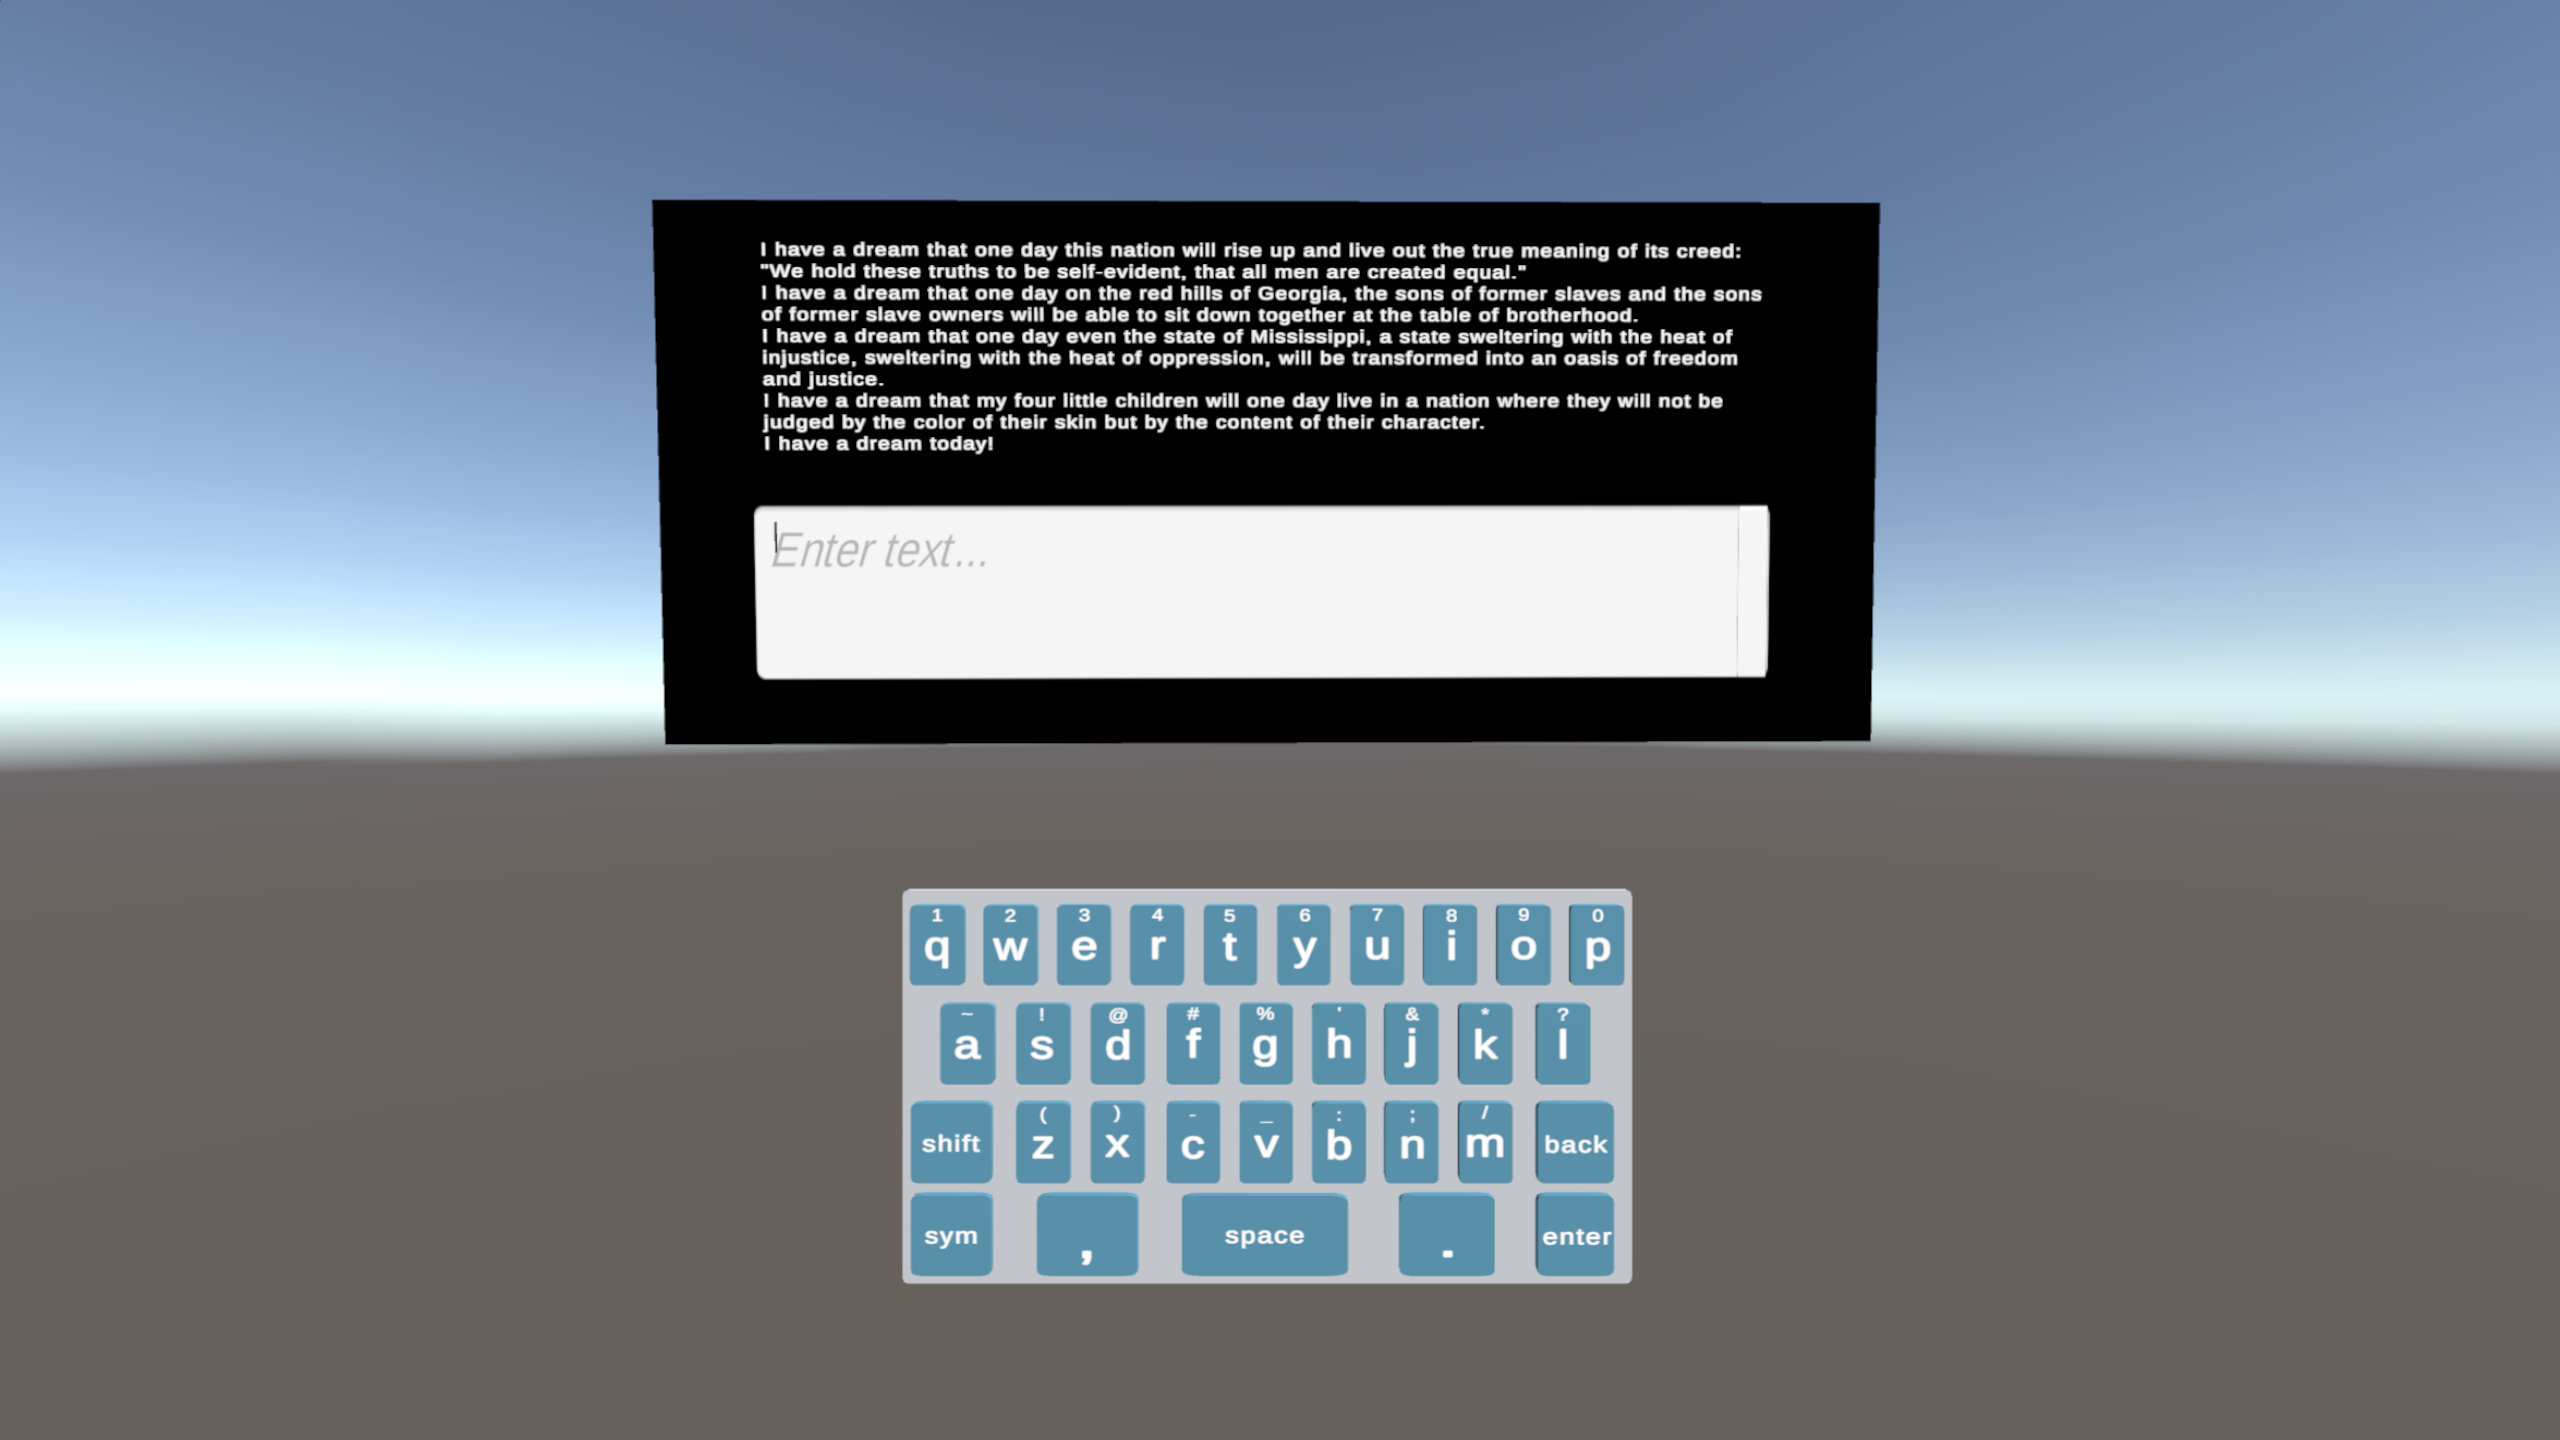 I have a dream that one day this nation will rise up and live out the true meaning of its creed:
"We hold these truths to be self-evident, that all men are created equal."
I have a dream that one day on the red hills of Georgia, the sons of former slaves and the sons
of former slave owners will be able to sit down together at the table of brotherhood.
I have a dream that one day even the state of Mississippi, a state sweltering with the heat of
injustice, sweltering with the heat of oppression, will be transformed into an oasis of freedom
and justice.
I have a dream that my four little children will one day live in a nation where they will not be
judged by the color of their skin but by the content of their character.
I have a dream today!
Enter text...
1 2 3 4 5 6 7 8 9 0
q w e r t y u i o p
~ ! @ # % ' & * ?
a s d f g h j k l
( ) - _ : ; /
shift z x c v b n m back
sym , space . enter